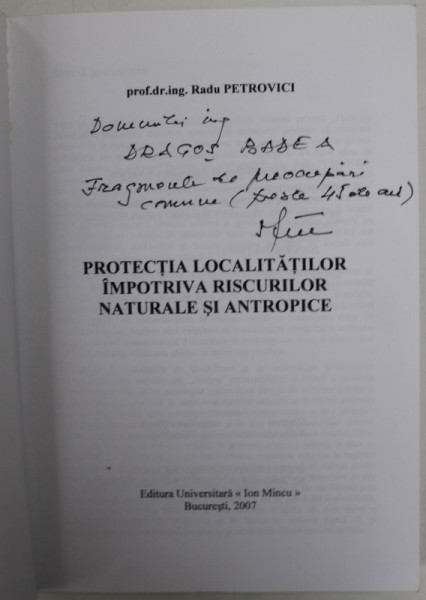 prof.dr.ing. Radu PETROVICI
Domnului ing
DRAGOȘ BADEA
Fragmente de preocupări
comune (peste 45 de ani)
PROTECȚIA LOCALITĂȚILOR
ÎMPOTRIVA RISCURILOR
NATURALE ȘI ANTROPICE
Editura Universitară « Ion Mincu »
București, 2007